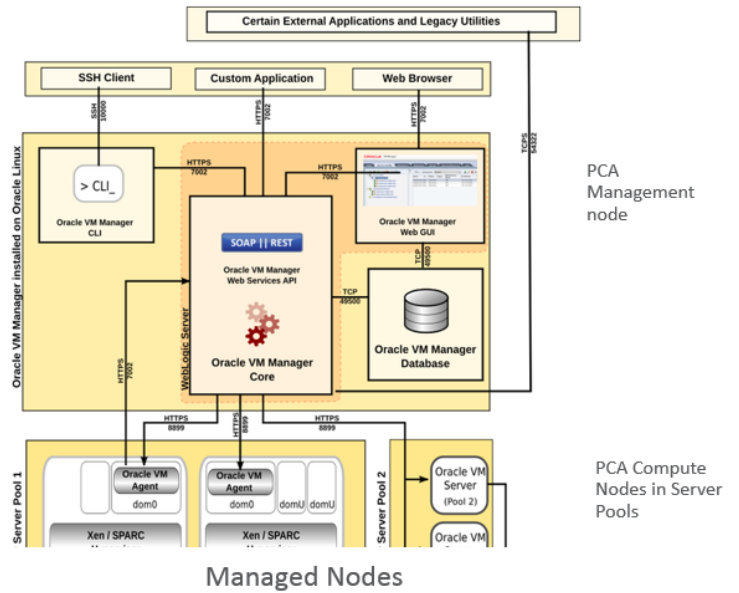 Certain External Applications and Legacy Utilities
SSH Client
Custom Application
Web Browser
SSH
10000
HTTPS
7002
HTTPS
7002
TCPS
54322
PCA
Management
node
Oracle VM Manager installed on Oracle Linux
> CLI_
Oracle VM Manager
CLI
HTTPS
7002
HTTPS
7002
Oracle VM Manager
Web GUI
SOAP || REST
Oracle VM Manager
Web Services API
Oracle VM Manager
Core
WebLogic Server
TCP
49500
TCP
49500
Oracle VM Manager
Database
HTTPS
7002
HTTPS
8899
HTTPS
8899
HTTPS
8899
Server Pool 1
Oracle VM
Agent
dom0
Oracle VM
Agent
dom0
domU
domU
Xen / SPARC
Xen / SPARC
Server Pool 2
Oracle VM
Server
(Pool 2)
Oracle VM
PCA Compute
Nodes in Server
Pools
Managed Nodes